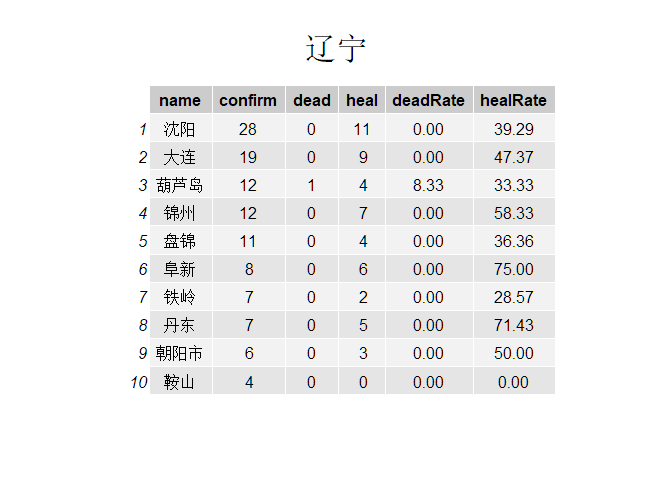 辽宁
name confirm dead heal deadRate healRate
1 沈阳 28 0 11 0.00 39.29
2 大连 19 0 9 0.00 47.37
3 葫芦岛 12 1 4 8.33 33.33
4 锦州 12 0 7 0.00 58.33
5 盘锦 11 0 4 0.00 36.36
6 阜新 8 0 6 0.00 75.00
7 铁岭 7 0 2 0.00 28.57
8 丹东 7 0 5 0.00 71.43
9 朝阳市 6 0 3 0.00 50.00
10 鞍山 4 0 0 0.00 0.00